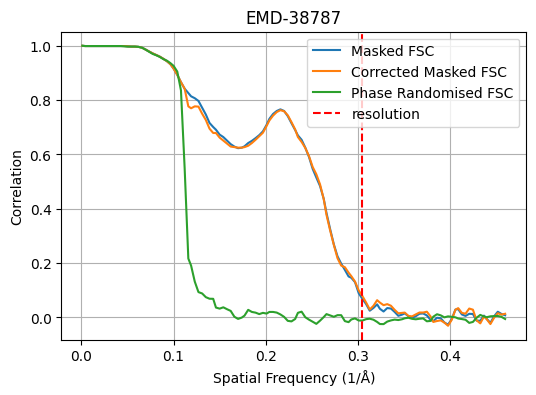 EMD-38787
Masked FSC
Corrected Masked FSC
Phase Randomised FSC
resolution
Correlation
1.0
0.8
0.6
0.4
0.2
0.0
0.0 0.1 0.2 0.3 0.4
Spatial Frequency (1/Å)